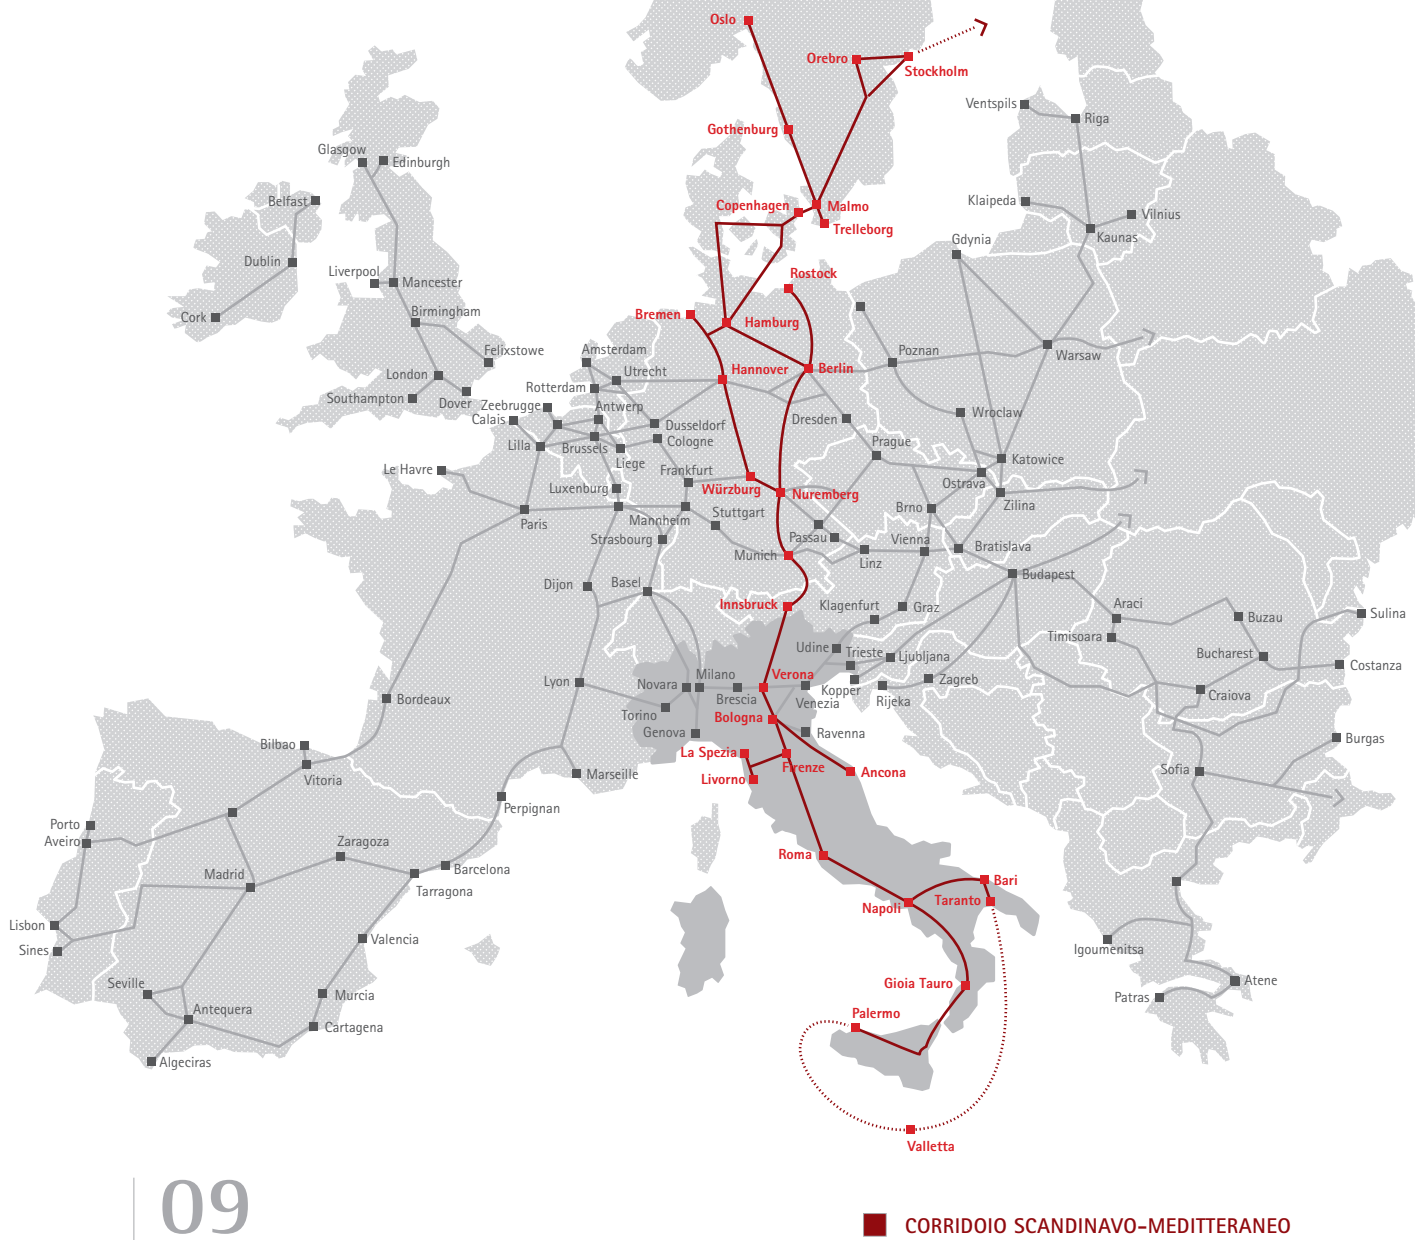 Oslo
Orebro
Stockholm
Ventspils
Riga
Gothenburg
Glasgow
Edinburgh
Belfast
Klaipeda
Vilnius
Copenhagen
Malmo
Trelleborg
Kaunas
Gdynia
Dublin
Liverpool
Mancester
Rostock
Cork
Birmingham
Bremen
Hamburg
Felixstowe
Amsterdam
Utrecht
Poznan
Warsaw
London
Rotterdam
Hannover
Berlin
Southampton
Dover
Zeebrugge
Antwerp
Calais
Dusseldorf
Dresden
Wroclaw
Lilla
Brussels
Cologne
Prague
Liege
Katowice
Le Havre
Frankfurt
Ostrava
Luxenburg
Würzburg
Nuremberg
Zilina
Brno
Paris
Mannheim
Stuttgart
Strasbourg
Passau
Vienna
Bratislava
Munich
Linz
Budapest
Dijon
Basel
Innsbruck
Klagenfurt
Graz
Araci
Buzau
Sulina
Timisoara
Udine
Trieste
Ljubljana
Bucharest
Costanza
Lyon
Novara
Milano
Verona
Kopper
Zagreb
Brescia
Venezia
Rijeka
Craiova
Bordeaux
Torino
Bologna
Genova
Ravenna
Bilbao
La Spezia
Firenze
Ancona
Burgas
Vitoria
Marseille
Livorno
Sofia
Perpignan
Porto
Aveiro
Zaragoza
Roma
Madrid
Barcelona
Tarragona
Bari
Napoli
Taranto
Lisbon
Sines
Valencia
Igoumenitsa
Seville
Murcia
Gioia Tauro
Atene
Patras
Antequera
Palermo
Cartagena
Algeciras
Valletta
09
CORRIDOIO SCANDINAVO-MEDITTERANEO